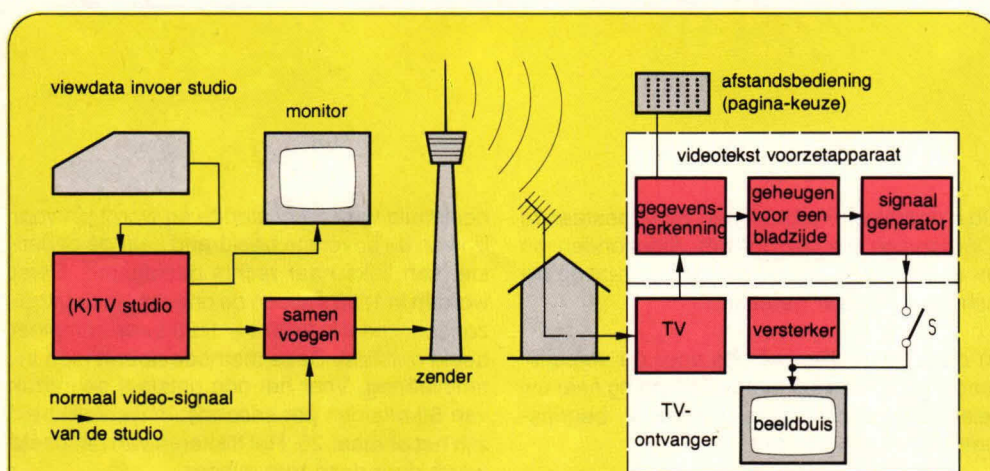 viewdata invoer studio
monitor
(K)TV studio
samen
voegen
normaal video-signaal
van de studio
zender
afstandsbediening
(pagina-keuze)
videotekst voorzetapparaat
gegevens-
herkenning
geheugen
voor een
bladzijde
signaal
generator
TV
versterker
S
TV-
ontvanger
beeldbuis